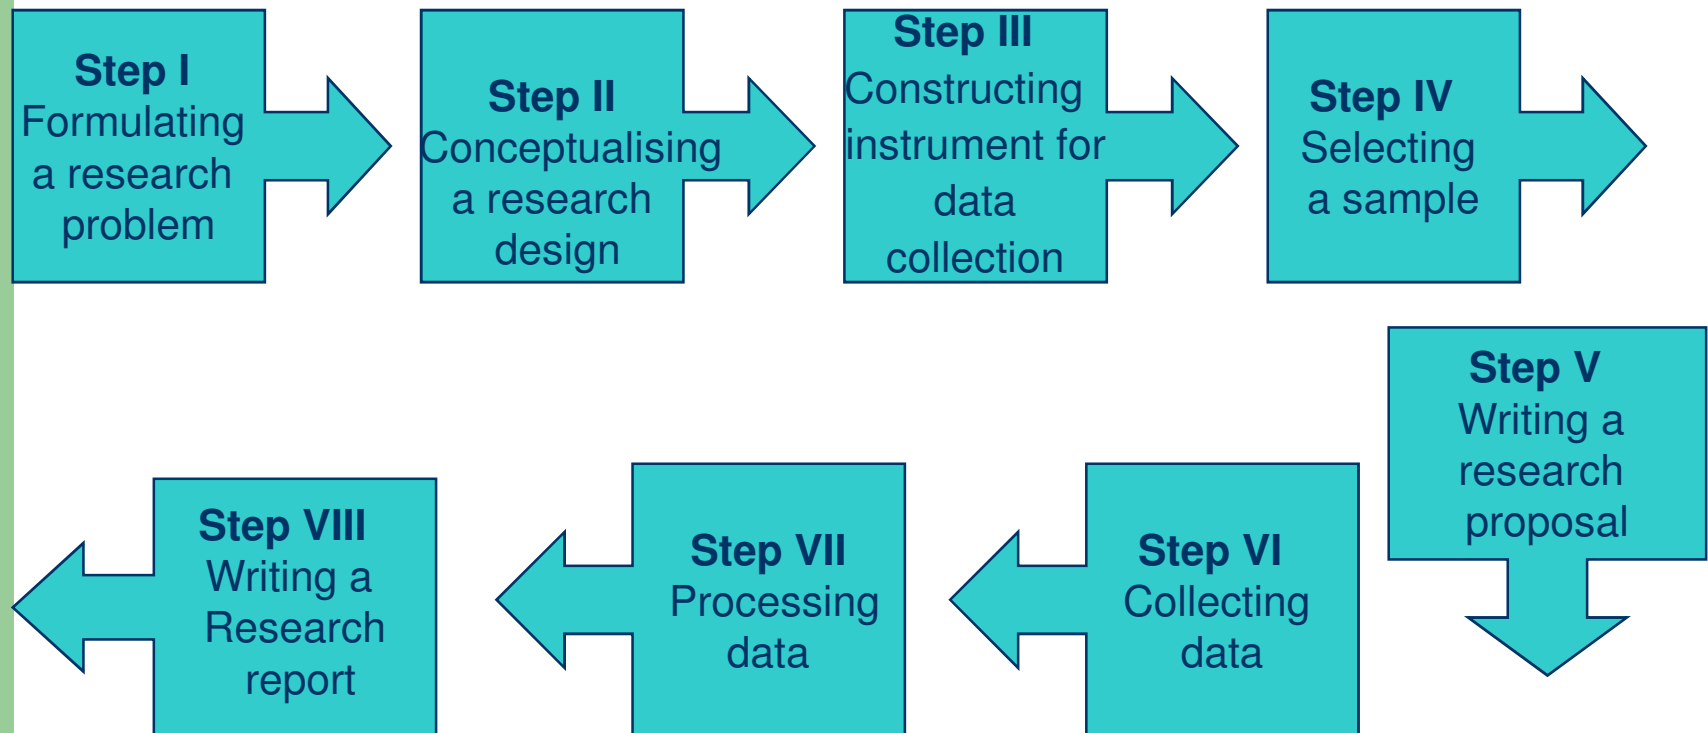 Step I
Formulating
a research
problem
Step II
Conceptualising
a research
design
Step III
Constructing
instrument for
data
collection
Step IV
Selecting
a sample
Step V
Writing a
research
proposal
Step VI
Collecting
data
Step VII
Processing
data
Step VIII
Writing a
Research
report